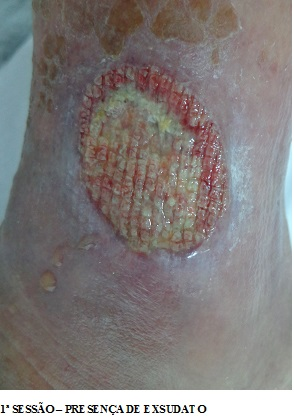 1ª SESSÃO – PRESENÇA DE EXSUDATO